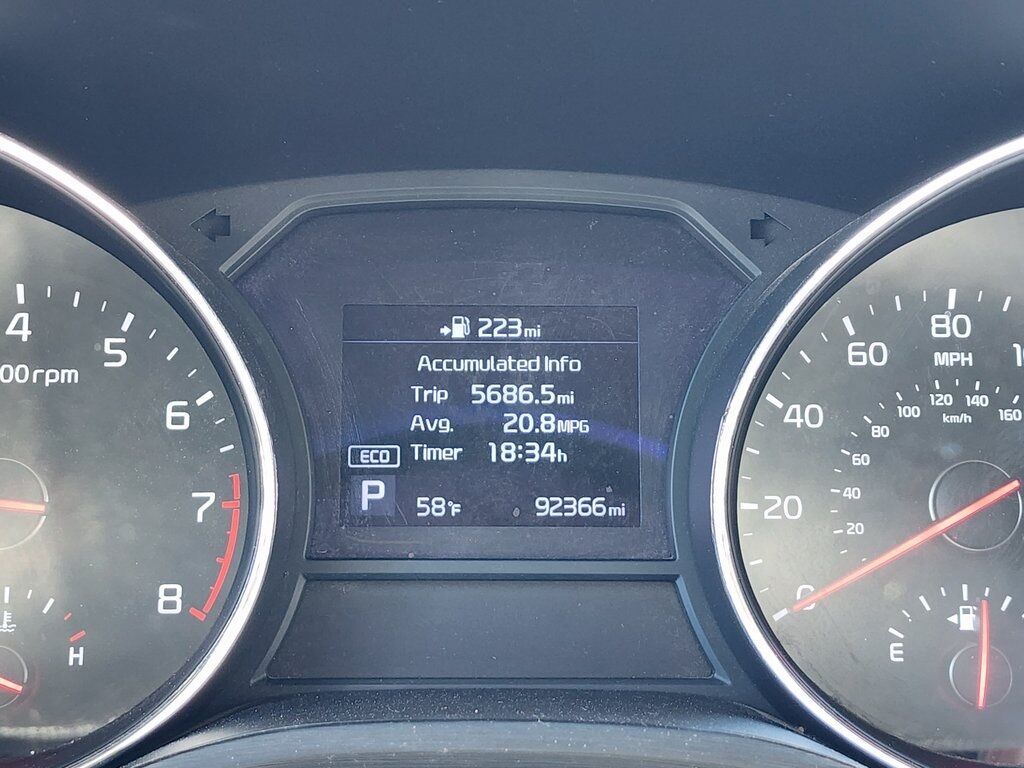 223mi
Accumulated Info
Trip 5686.5mi
Avg. 20.8MPG
ECO Timer 18:34h
P 58°F 92366mi
4
5
00rpm
6
7
8
H
0
20
40
60
80
MPH
20
40
60
80
100
120
140
160
km/h
E